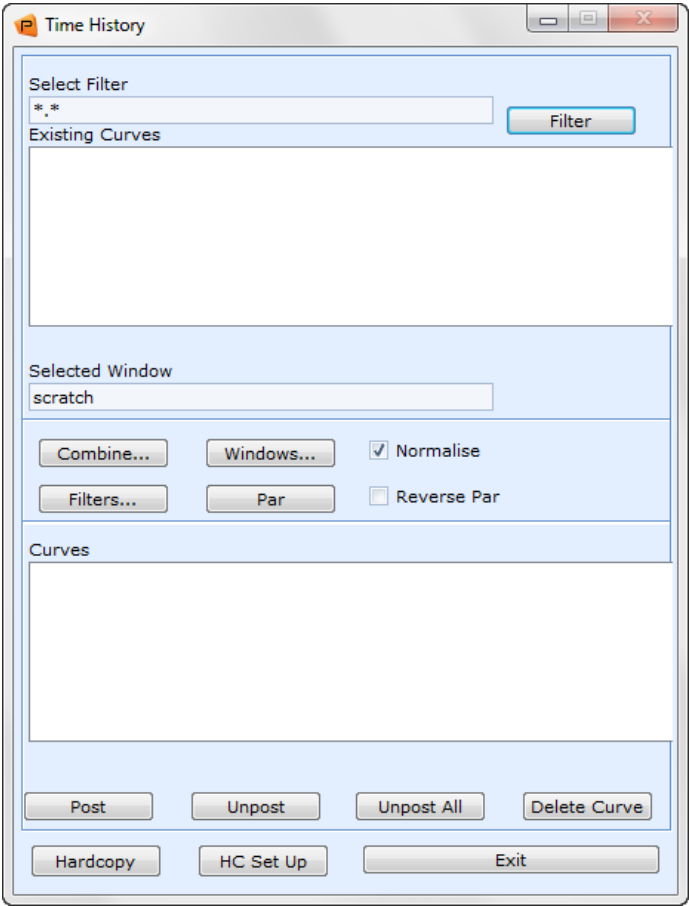 Time History
Select Filter
*.*
Filter
Existing Curves
Selected Window
scratch
Combine... Windows... Normalise
Filters... Par Reverse Par
Curves
Post Unpost Unpost All Delete Curve
Hardcopy HC Set Up Exit